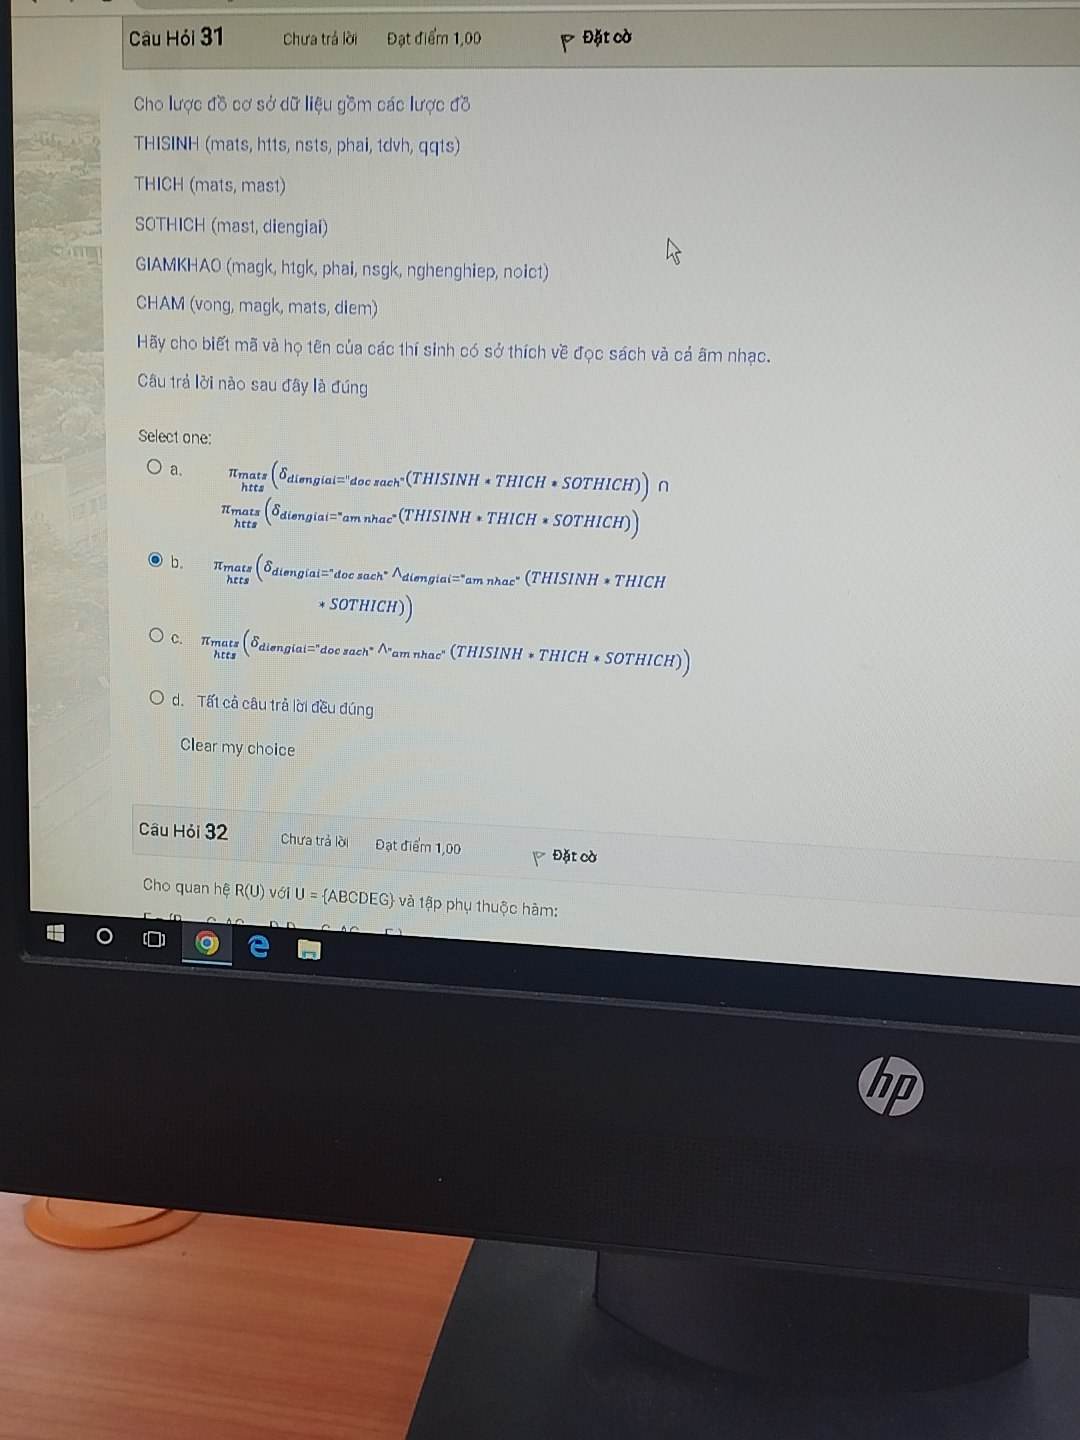 Câu Hỏi 31 Chưa trả lời Đạt điểm 1,00 Đặt cờ
Cho lược đồ cơ sở dữ liệu gồm các lược đồ
THISINH (mats, htts, nsts, phai, tdvh, qqts)
THICH (mats, mast)
SOTHICH (mast, diengiai)
GIAMKHAO (magk, htgk, phai, nsgk, nghenghiep, noict)
CHAM (vong, magk, mats, diem)
Hãy cho biết mã và họ tên của các thí sinh có sở thích về đọc sách và cả âm nhạc.
Câu trả lời nào sau đây là đúng
Select one:
a. πmats htts (δdiengiai="doc sach"(THISINH * THICH * SOTHICH)) ∩
πmats htts (δdiengiai="am nhac"(THISINH * THICH * SOTHICH))
b. πmats htts (δdiengiai="doc sach" ∧diengiai="am nhac" (THISINH * THICH
* SOTHICH))
c. πmats htts (δdiengiai="doc sach" ∧"am nhac" (THISINH * THICH * SOTHICH))
d. Tất cả câu trả lời đều đúng
Clear my choice
Câu Hỏi 32 Chưa trả lời Đạt điểm 1,00 Đặt cờ
Cho quan hệ R(U) với U = {ABCDEG} và tập phụ thuộc hàm:
hp